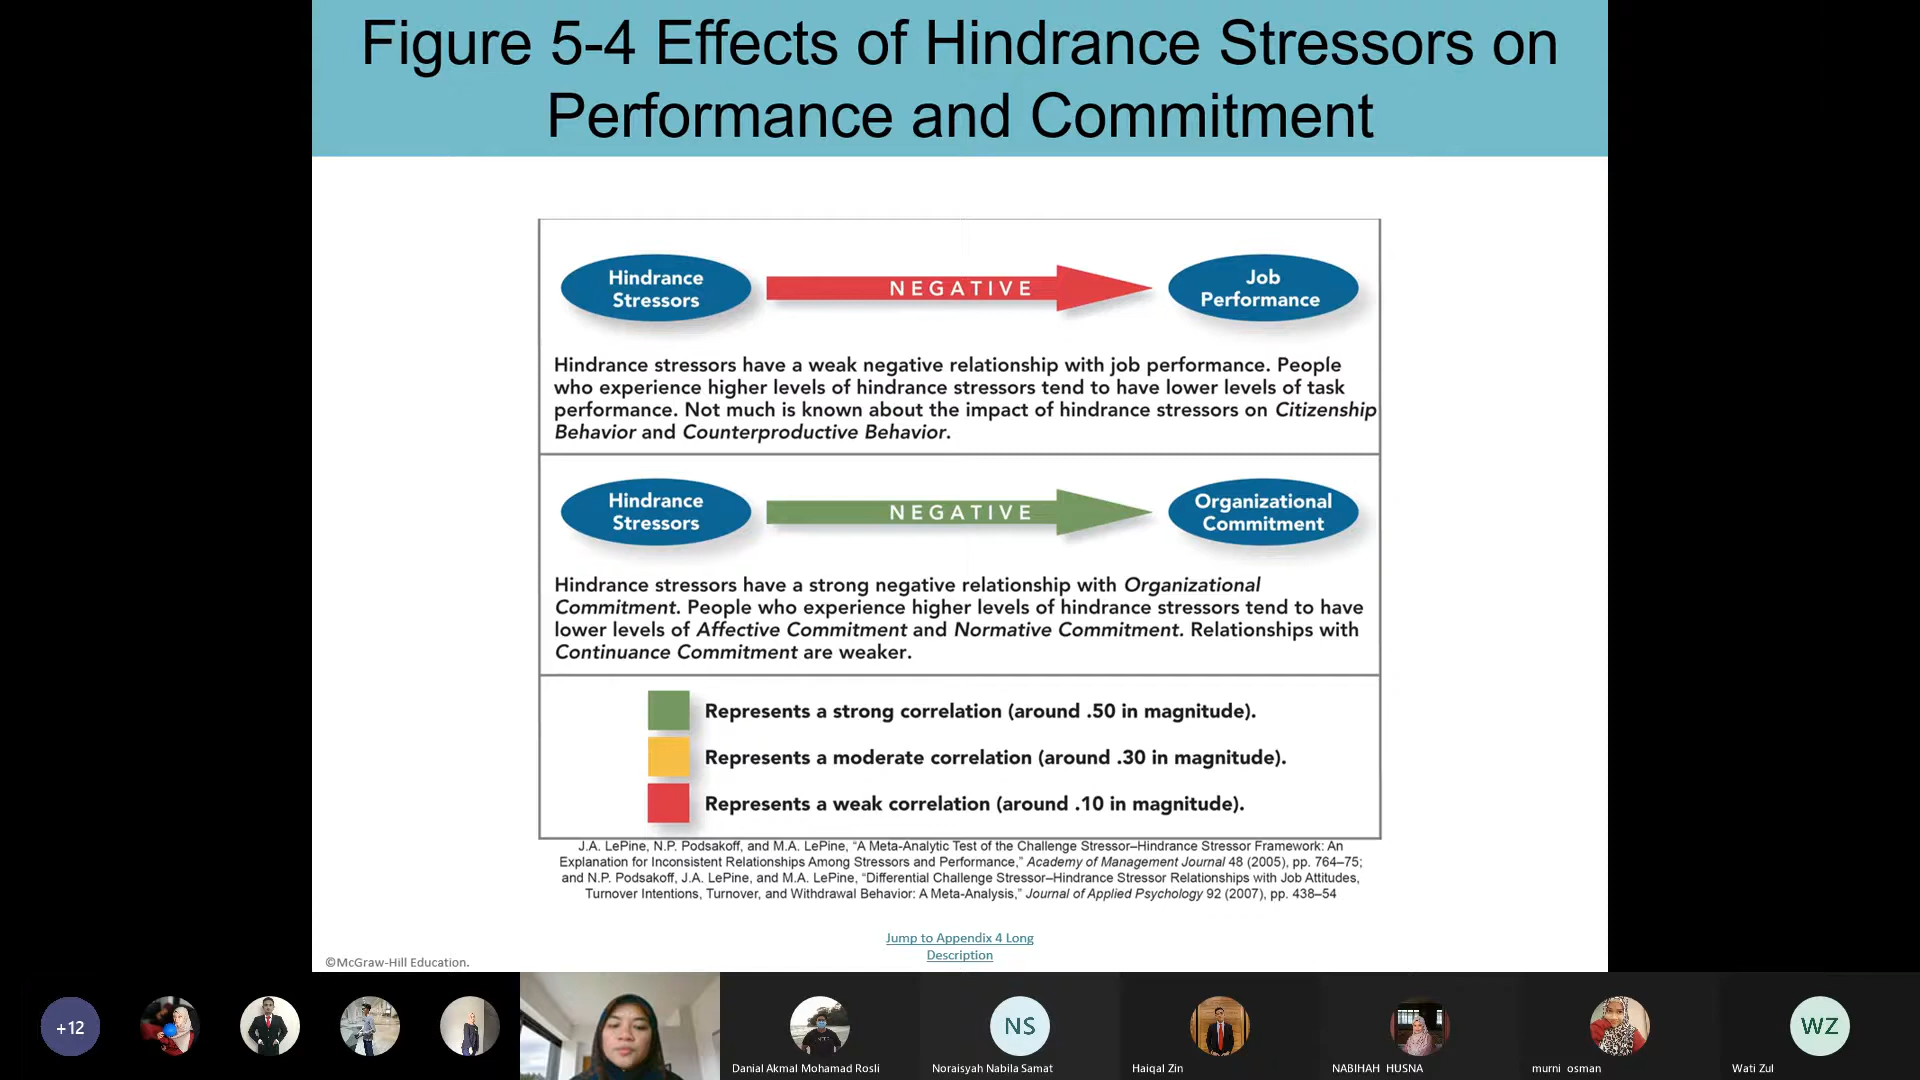 Figure 5-4 Effects of Hindrance Stressors on
Performance and Commitment
Hindrance
Stressors
NEGATIVE
Job
Performance
Hindrance stressors have a weak negative relationship with job performance. People
who experience higher levels of hindrance stressors tend to have lower levels of task
performance. Not much is known about the impact of hindrance stressors on Citizenship
Behavior and Counterproductive Behavior.
Hindrance
Stressors
NEGATIVE
Organizational
Commitment
Hindrance stressors have a strong negative relationship with Organizational
Commitment. People who experience higher levels of hindrance stressors tend to have
lower levels of Affective Commitment and Normative Commitment. Relationships with
Continuance Commitment are weaker.
Represents a strong correlation (around .50 in magnitude).
Represents a moderate correlation (around .30 in magnitude).
Represents a weak correlation (around .10 in magnitude).
J.A. LePine, N.P. Podsakoff, and M.A. LePine, “A Meta-Analytic Test of the Challenge Stressor–Hindrance Stressor Framework: An
Explanation for Inconsistent Relationships Among Stressors and Performance,” Academy of Management Journal 48 (2005), pp. 764–75;
and N.P. Podsakoff, J.A. LePine, and M.A. LePine, “Differential Challenge Stressor–Hindrance Stressor Relationships with Job Attitudes,
Turnover Intentions, Turnover, and Withdrawal Behavior: A Meta-Analysis,” Journal of Applied Psychology 92 (2007), pp. 438–54
Jump to Appendix 4 Long
Description
©McGraw-Hill Education.
+12
NS
WZ
Danial Akmal Mohamad Rosli
Noraisyah Nabila Samat
Haiqal Zin
NABIHAH HUSNA
murni osman
Wati Zul